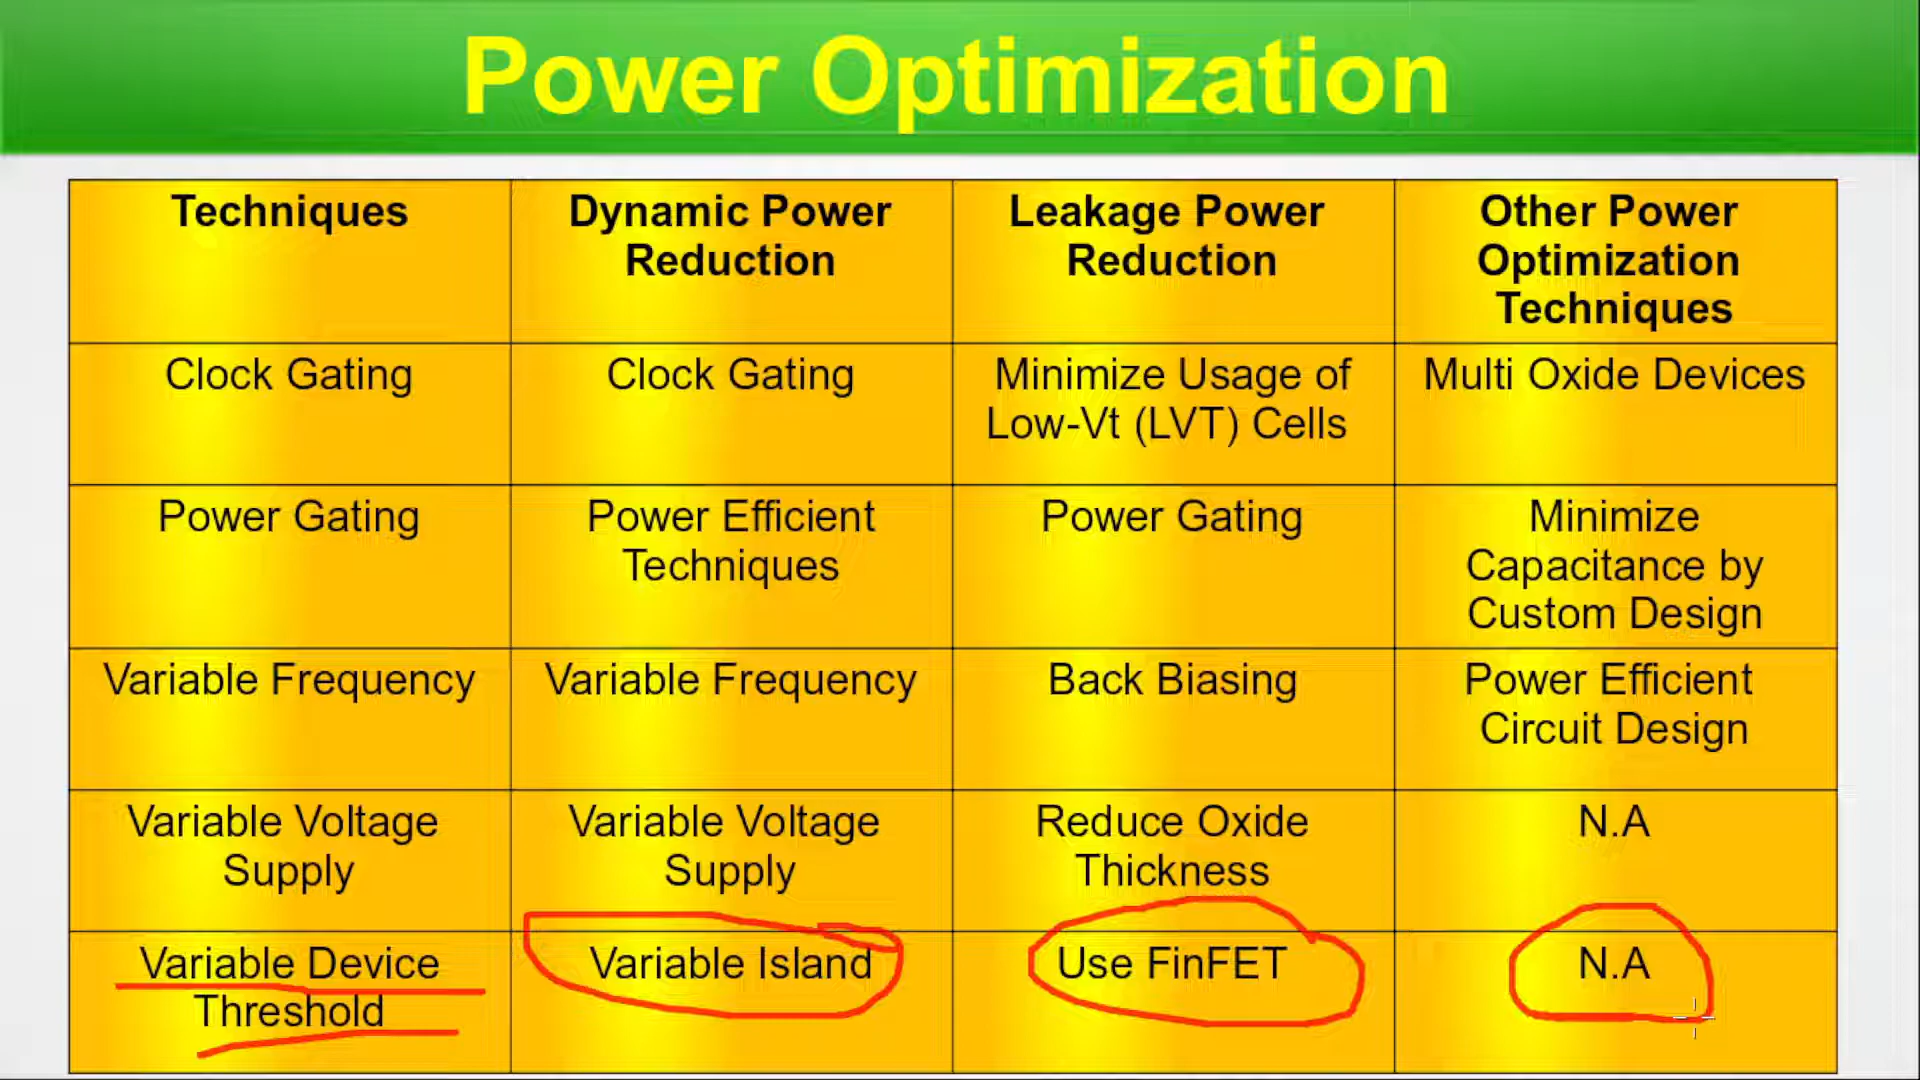 Power Optimization
Techniques
Dynamic Power
Reduction
Leakage Power
Reduction
Other Power
Optimization
Techniques
Clock Gating
Clock Gating
Minimize Usage of
Low-Vt (LVT) Cells
Multi Oxide Devices
Power Gating
Power Efficient
Techniques
Power Gating
Minimize
Capacitance by
Custom Design
Variable Frequency
Variable Frequency
Back Biasing
Power Efficient
Circuit Design
Variable Voltage
Supply
Variable Voltage
Supply
Reduce Oxide
Thickness
N.A
Variable Device
Threshold
Variable Island
Use FinFET
N.A